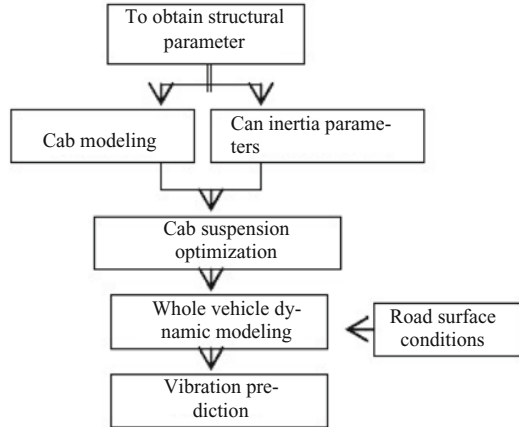 To obtain structural
parameter
Cab modeling
Can inertia parame-
ters
Cab suspension
optimization
Whole vehicle dy-
namic modeling
Road surface
conditions
Vibration pre-
diction